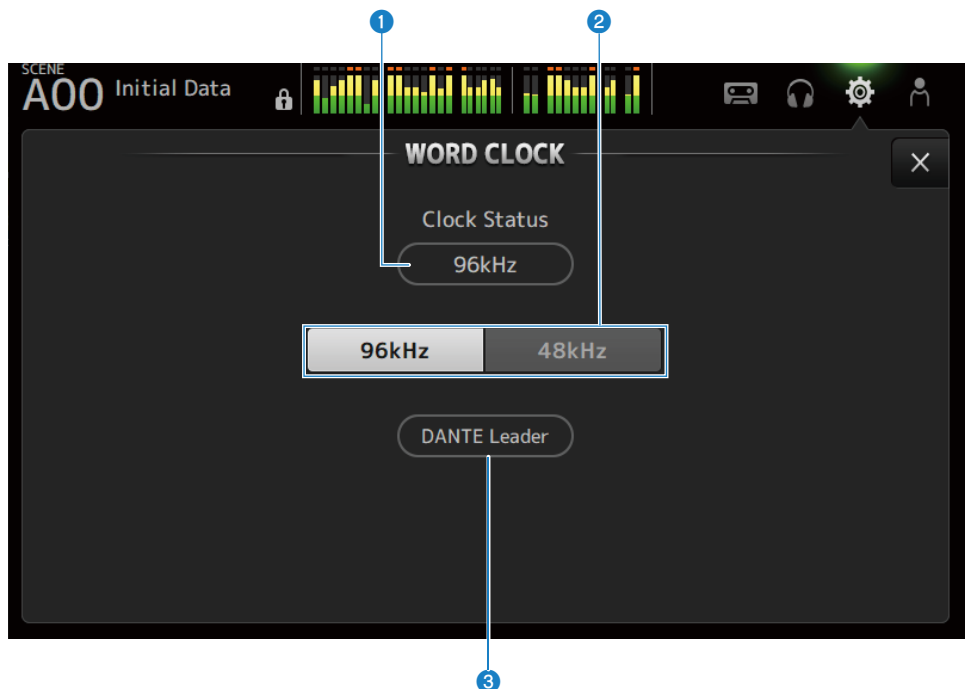 1 2
SCENE
A00 Initial Data
WORD CLOCK
Clock Status
96kHz
96kHz 48kHz
DANTE Leader
3